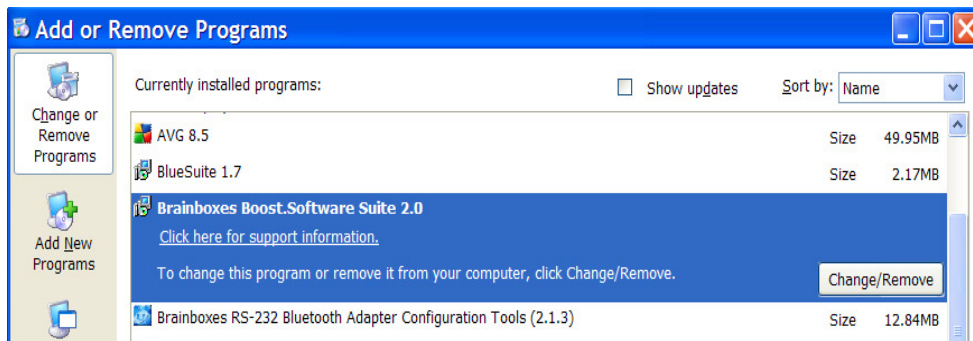 Add or Remove Programs
Change or
Remove
Programs
Currently installed programs:
Show updates
Sort by: Name
AVG 8.5 Size 49.95MB
BlueSuite 1.7 Size 2.17MB
Brainboxes Boost.Software Suite 2.0
Click here for support information.
To change this program or remove it from your computer, click Change/Remove.
Change/Remove
Brainboxes RS-232 Bluetooth Adapter Configuration Tools (2.1.3) Size 12.84MB
Add New
Programs